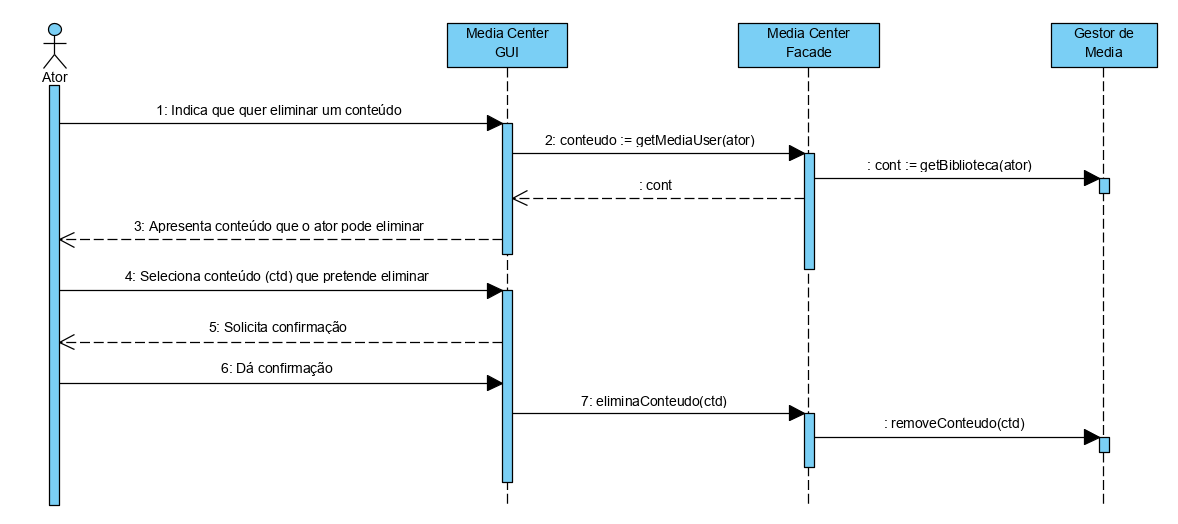 Ator
Media Center
GUI
Media Center
Facade
Gestor de
Media
1: Indica que quer eliminar um conteúdo
2: conteudo := getMediaUser(ator)
: cont := getBiblioteca(ator)
: cont
3: Apresenta conteúdo que o ator pode eliminar
4: Seleciona conteúdo (ctd) que pretende eliminar
5: Solicita confirmação
6: Dá confirmação
7: eliminaConteudo(ctd)
: removeConteudo(ctd)